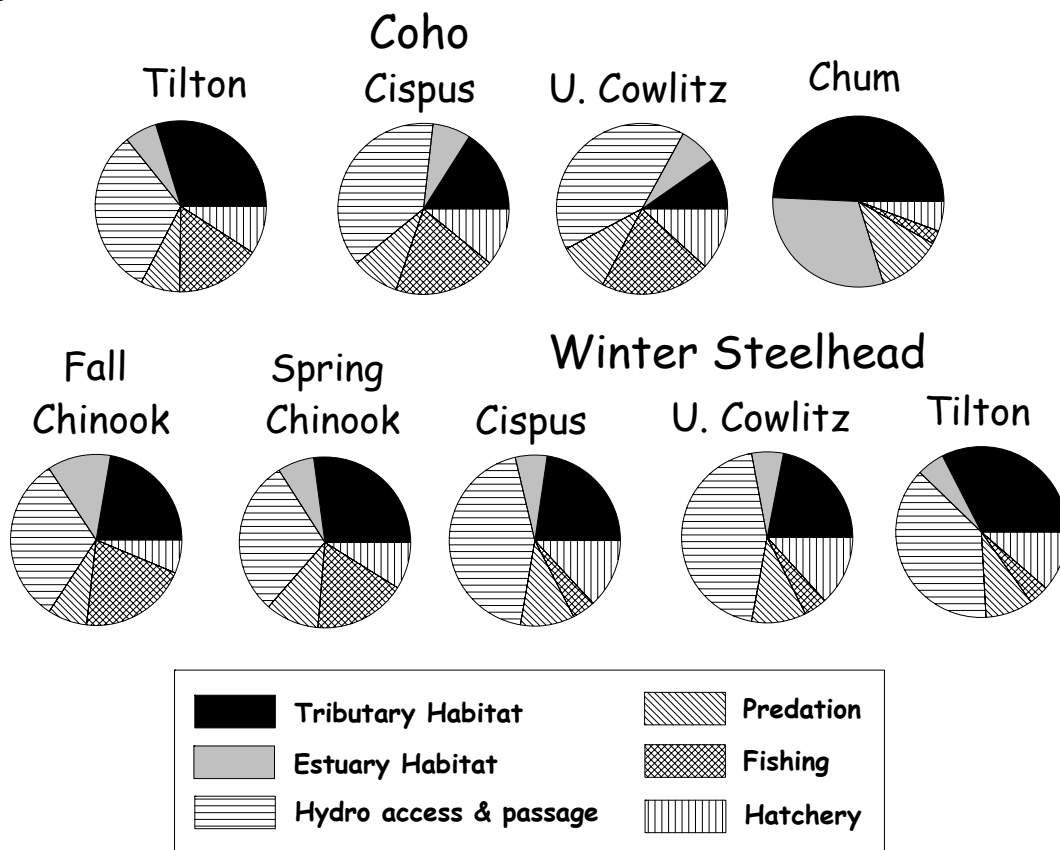 Coho
Tilton
Cispus
U. Cowlitz
Chum
Fall
Chinook
Spring
Chinook
Winter Steelhead
Cispus
U. Cowlitz
Tilton
Tributary Habitat
Estuary Habitat
Hydro access & passage
Predation
Fishing
Hatchery